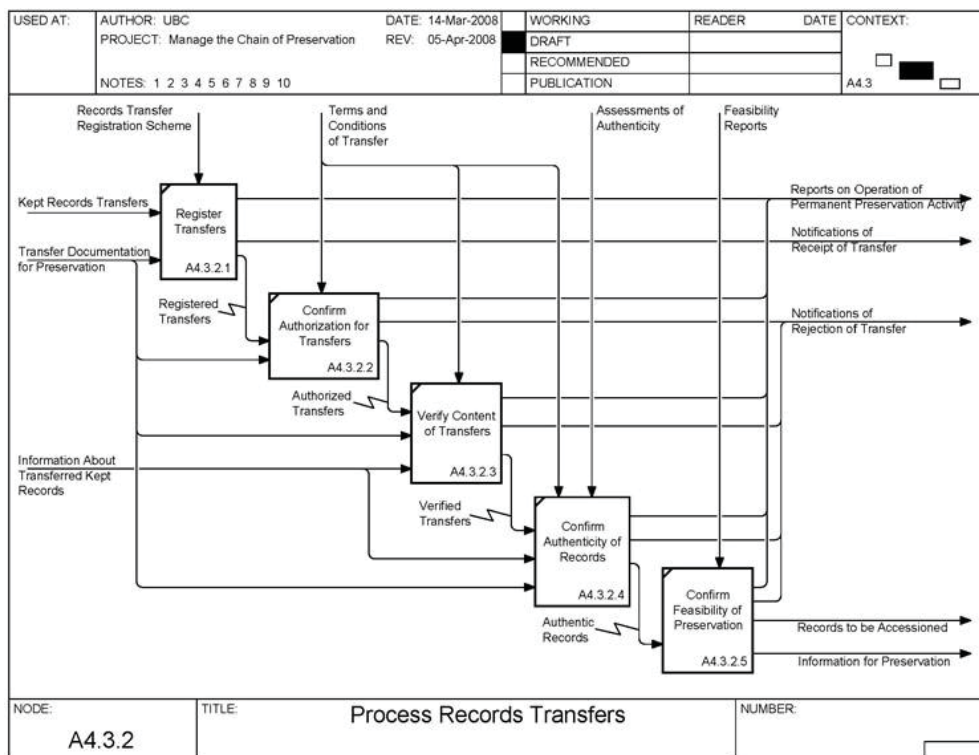 USED AT:
AUTHOR: UBC
DATE: 14-Mar-2008
PROJECT: Manage the Chain of Preservation
REV: 05-Apr-2008
NOTES: 1 2 3 4 5 6 7 8 9 10
WORKING
DRAFT
RECOMMENDED
PUBLICATION
READER
DATE
CONTEXT:
A4.3
Records Transfer
Registration Scheme
Terms and
Conditions
of Transfer
Assessments of
Authenticity
Feasibility
Reports
Kept Records Transfers
Register
Transfers
A4.3.2.1
Reports on Operation of
Permanent Preservation Activity
Notifications of
Receipt of Transfer
Transfer Documentation
for Preservation
Registered
Transfers
Confirm
Authorization for
Transfers
A4.3.2.2
Notifications of
Rejection of Transfer
Authorized
Transfers
Verify Content
of Transfers
A4.3.2.3
Information About
Transferred Kept
Records
Verified
Transfers
Confirm
Authenticity of
Records
A4.3.2.4
Authentic
Records
Confirm
Feasibility of
Preservation
A4.3.2.5
Records to be Accessioned
Information for Preservation
NODE:
A4.3.2
TITLE:
Process Records Transfers
NUMBER: